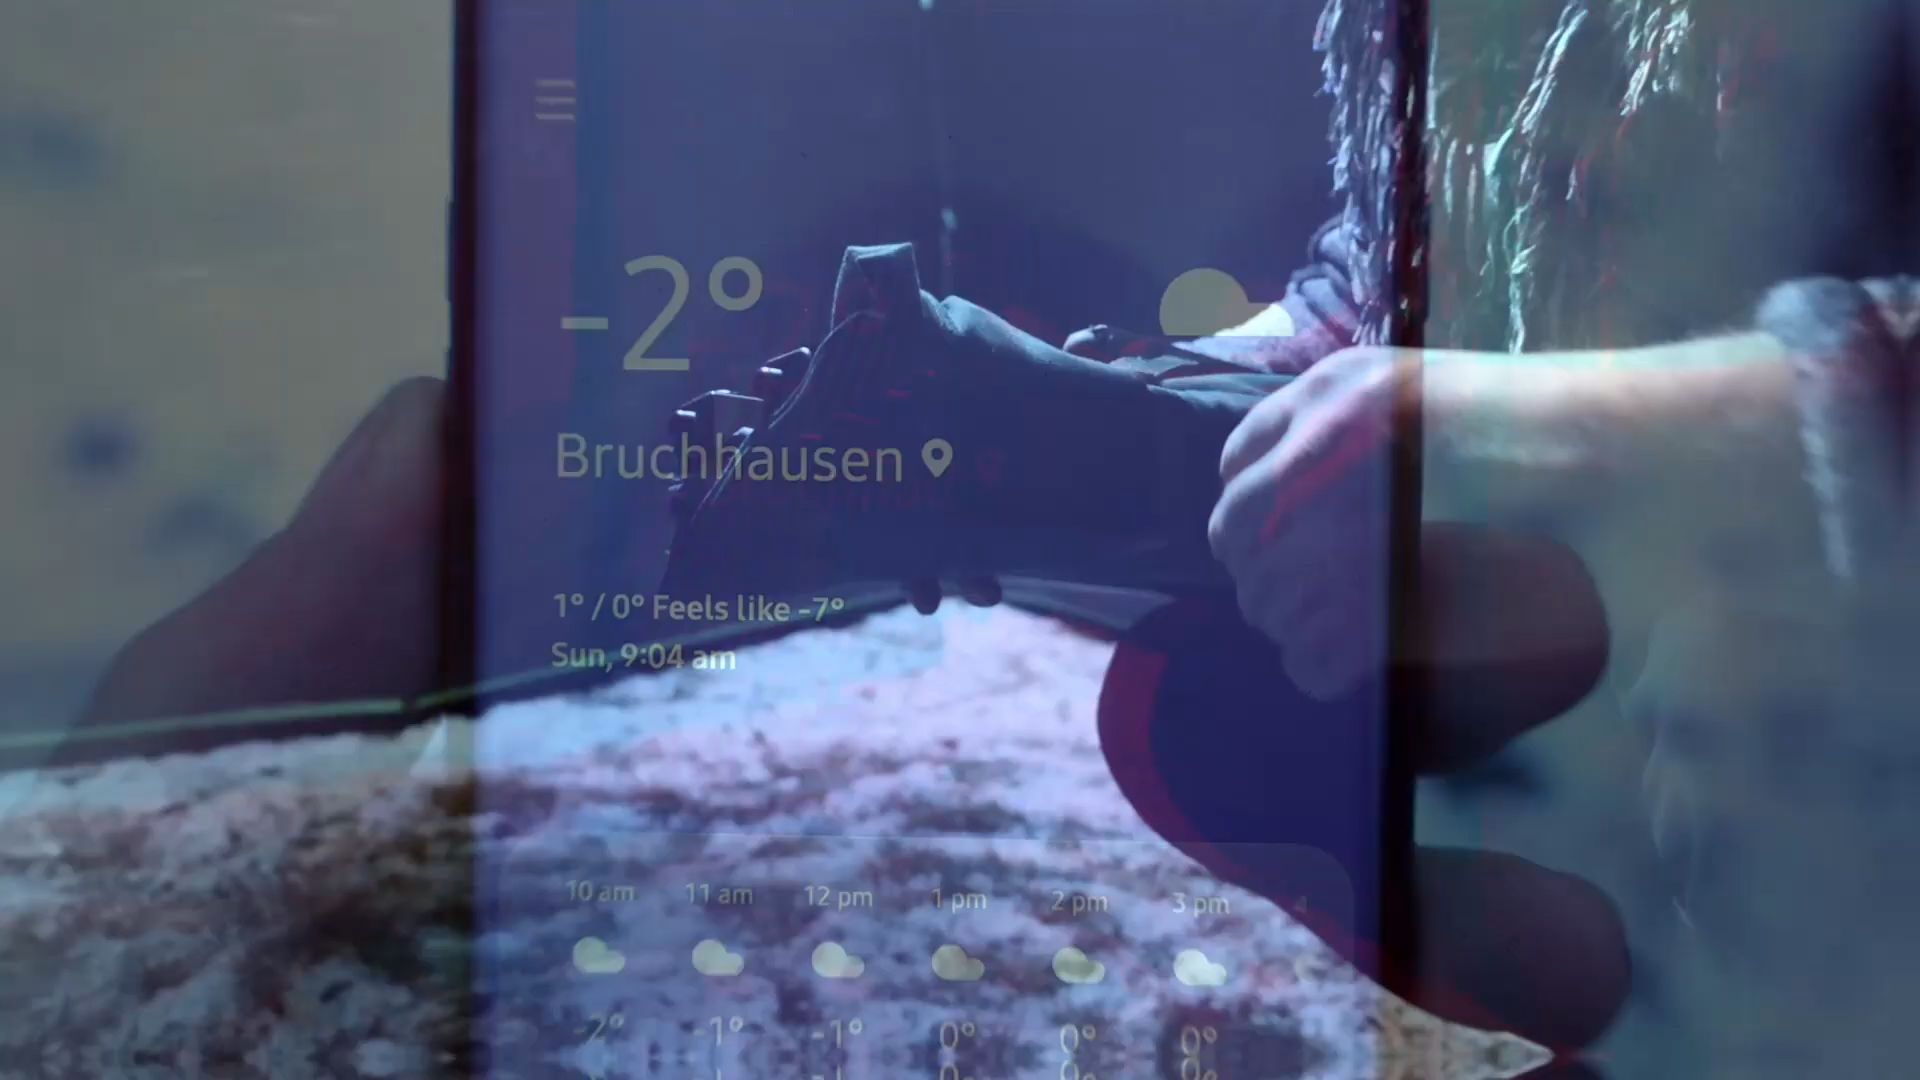 -2°
Bruchhausen
1° / 0° Feels like -7°
Sun, 9:04 am
10 am 11 am 12 pm 1 pm 2 pm 3 pm 4
-2° -1° -1° 0° 0° 0°